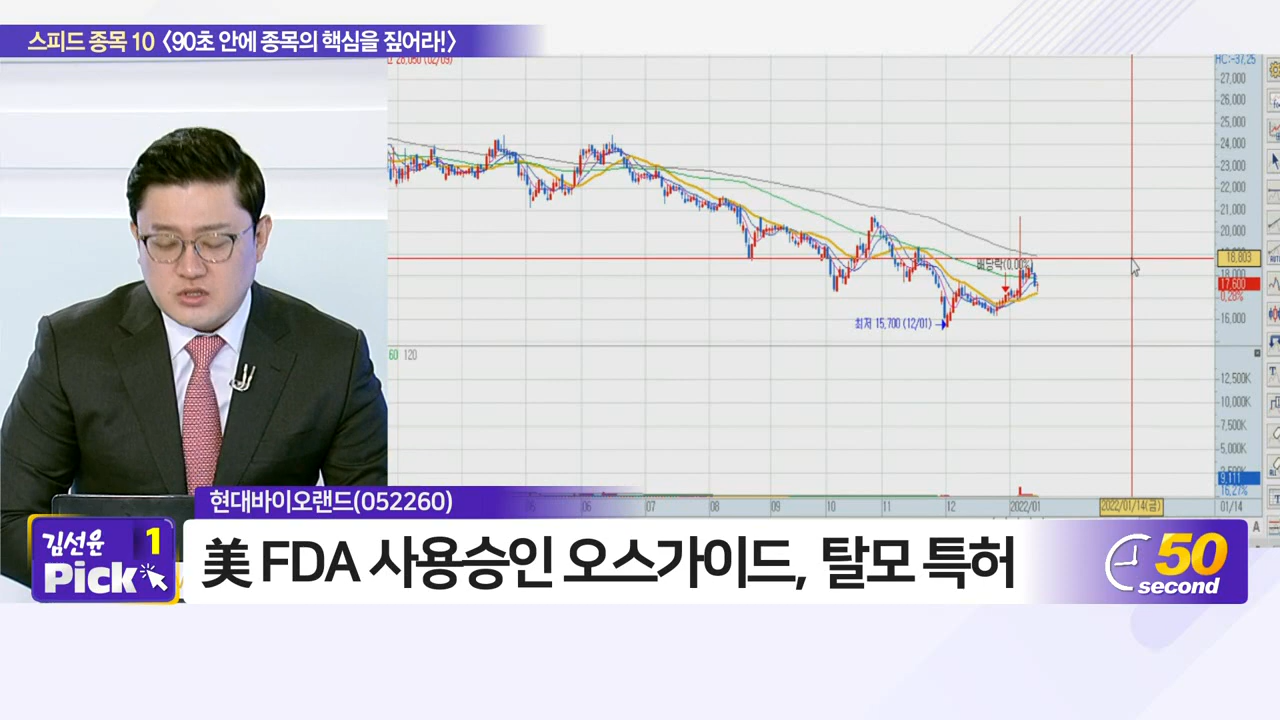 스피드 종목 10 <90초 안에 종목의 핵심을 짚어라!>
HC:-37,25
27,000
26,000
25,000
24,000
23,000
22,000
21,000
20,000
18,803
18,000
17,600
0,28%
16,000
배당락(0,00%)
최저 15,700 (12/01)
60 120
12,500K
10,000K
7,500K
5,000K
9,111
16,27%
05 06 07 08 09 10 11 12 2022/01 2022/01/14(금) 01/14
현대바이오랜드(052260)
김선윤 1
Pick
美 FDA 사용승인 오스가이드, 탈모 특허
50
second